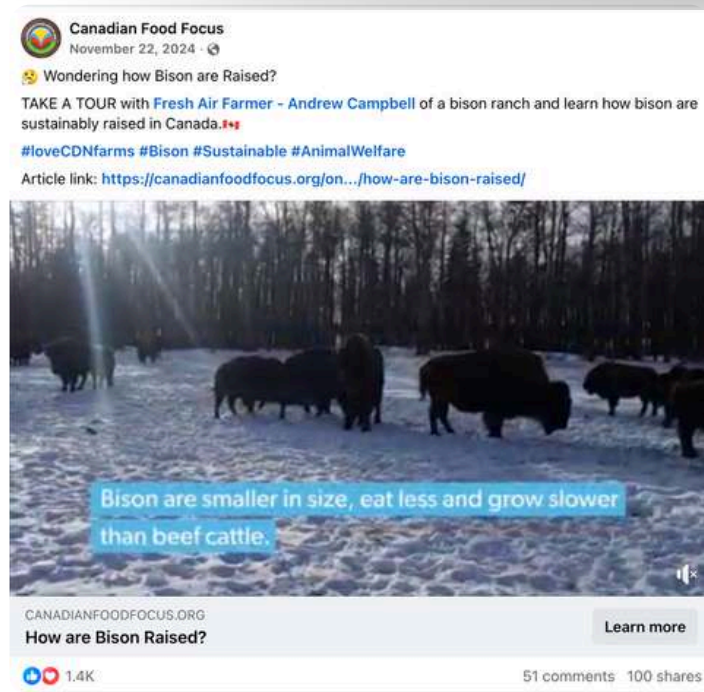 Canadian Food Focus
November 22, 2024 ·
Wondering how Bison are Raised?
TAKE A TOUR with Fresh Air Farmer - Andrew Campbell of a bison ranch and learn how bison are
sustainably raised in Canada.
#loveCDNfarms #Bison #Sustainable #AnimalWelfare
Article link: https://canadianfoodfocus.org/on.../how-are-bison-raised/
Bison are smaller in size, eat less and grow slower
than beef cattle.
CANADIANFOODFOCUS.ORG
How are Bison Raised?
Learn more
1.4K
51 comments 100 shares